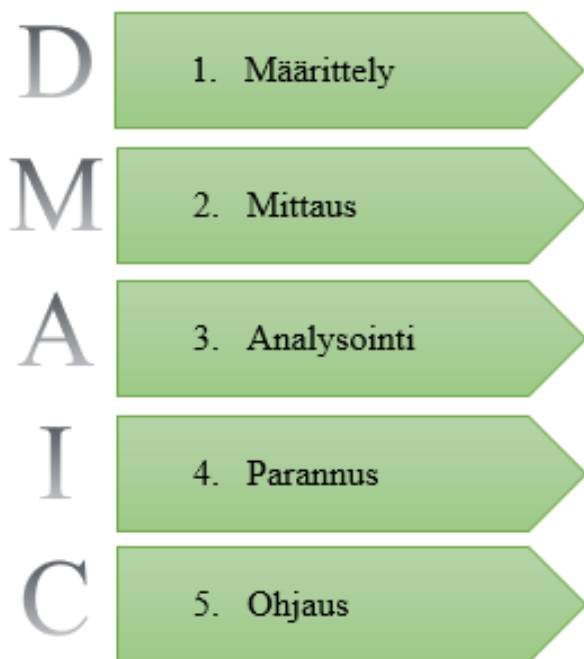 D 1. Määrittely
M 2. Mittaus
A 3. Analysointi
I 4. Parannus
C 5. Ohjaus